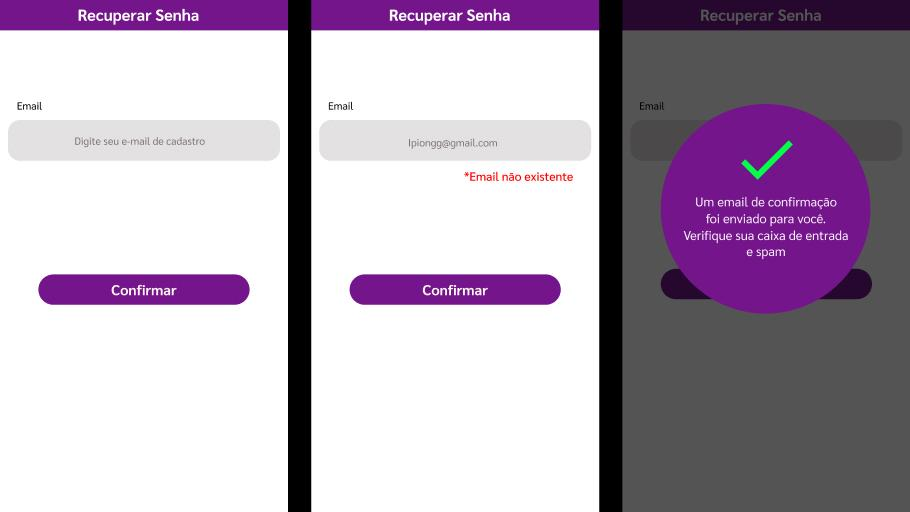 Recuperar Senha
Email
Digite seu e-mail de cadastro
Confirmar
Recuperar Senha
Email
lpiongg@gmail.com
*Email não existente
Confirmar
Recuperar Senha
Email
Um email de confirmação
foi enviado para você.
Verifique sua caixa de entrada
e spam